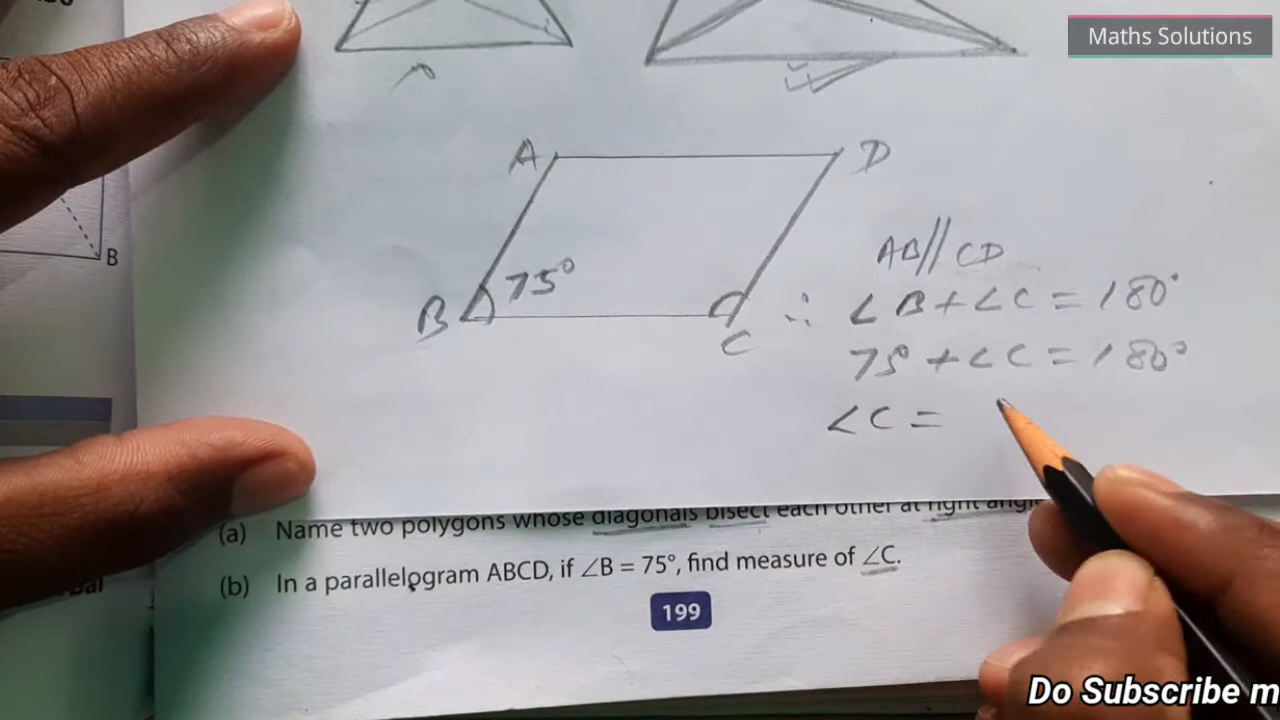 Maths Solutions
A D
B
AB // CD
75°
B C
∴ ∠B + ∠C = 180°
75° + ∠C = 180°
∠C =
(a) Name two polygons whose diagonals bisect each other at right
(b) In a parallelogram ABCD, if ∠B = 75°, find measure of ∠C.
199
Do Subscribe m